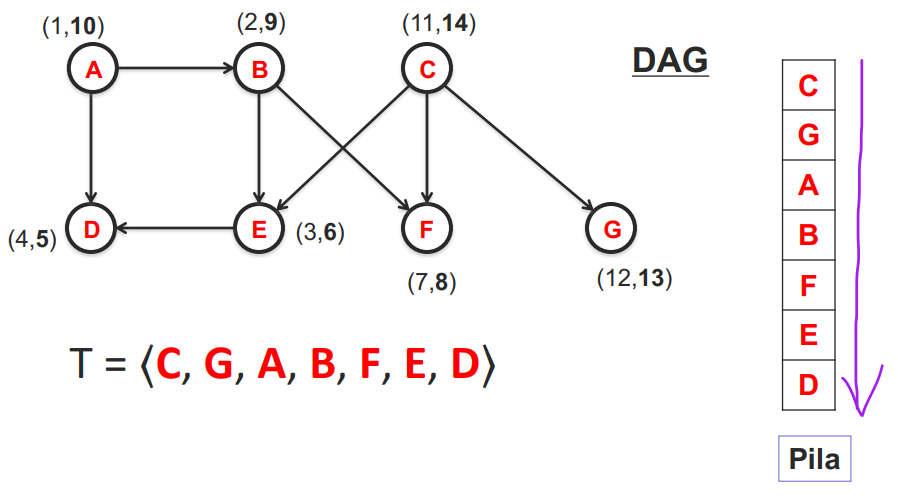 (1,10) (2,9) (11,14)
DAG
A B C
D E F G
(4,5) (3,6)
(7,8) (12,13)
T = ⟨C, G, A, B, F, E, D⟩
C
G
A
B
F
E
D
Pila